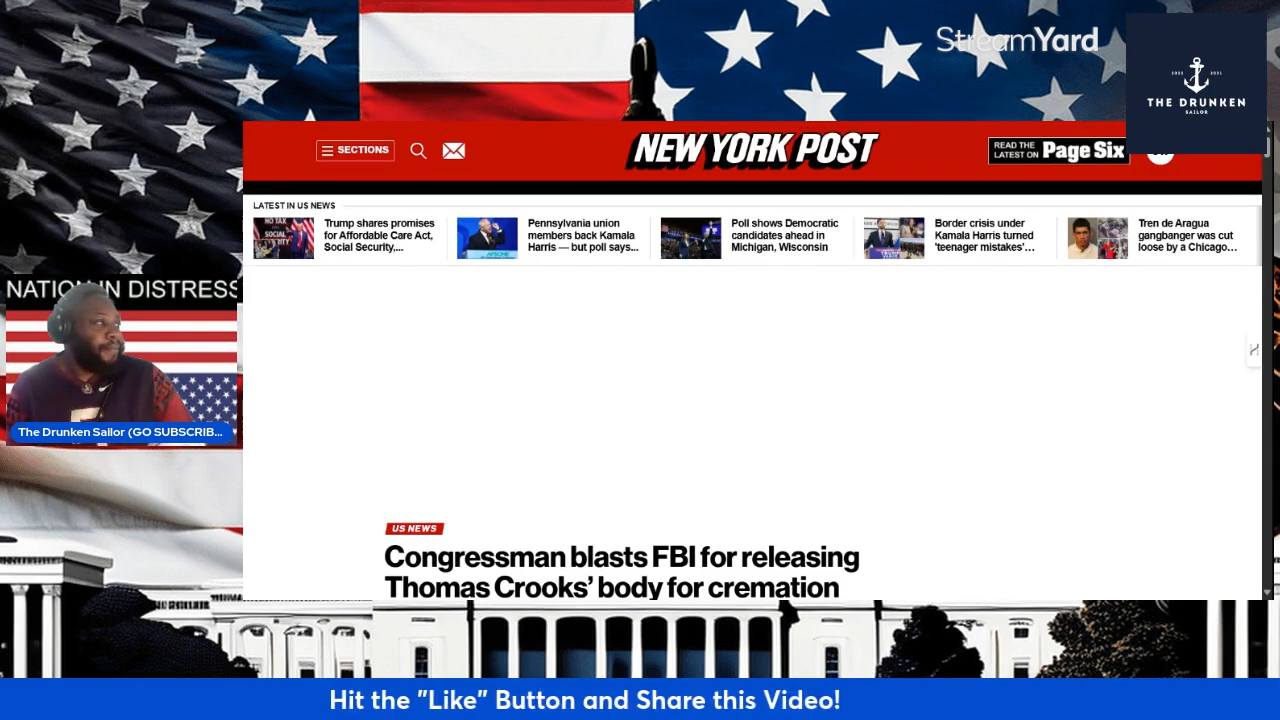 StreamYard
THE DRUNKEN
SAILOR
SECTIONS
NEW YORK POST
READ THE
LATEST ON
Page Six
LATEST IN US NEWS
Trump shares promises
for Affordable Care Act,
Social Security,...
Pennsylvania union
members back Kamala
Harris — but poll says...
Poll shows Democratic
candidates ahead in
Michigan, Wisconsin
Border crisis under
Kamala Harris turned
'teenager mistakes'...
Tren de Aragua
gangbanger was cut
loose by a Chicago...
NATION IN DISTRESS
The Drunken Sailor (GO SUBSCRIB...
US NEWS
Congressman blasts FBI for releasing
Thomas Crooks' body for cremation
Hit the "Like" Button and Share this Video!